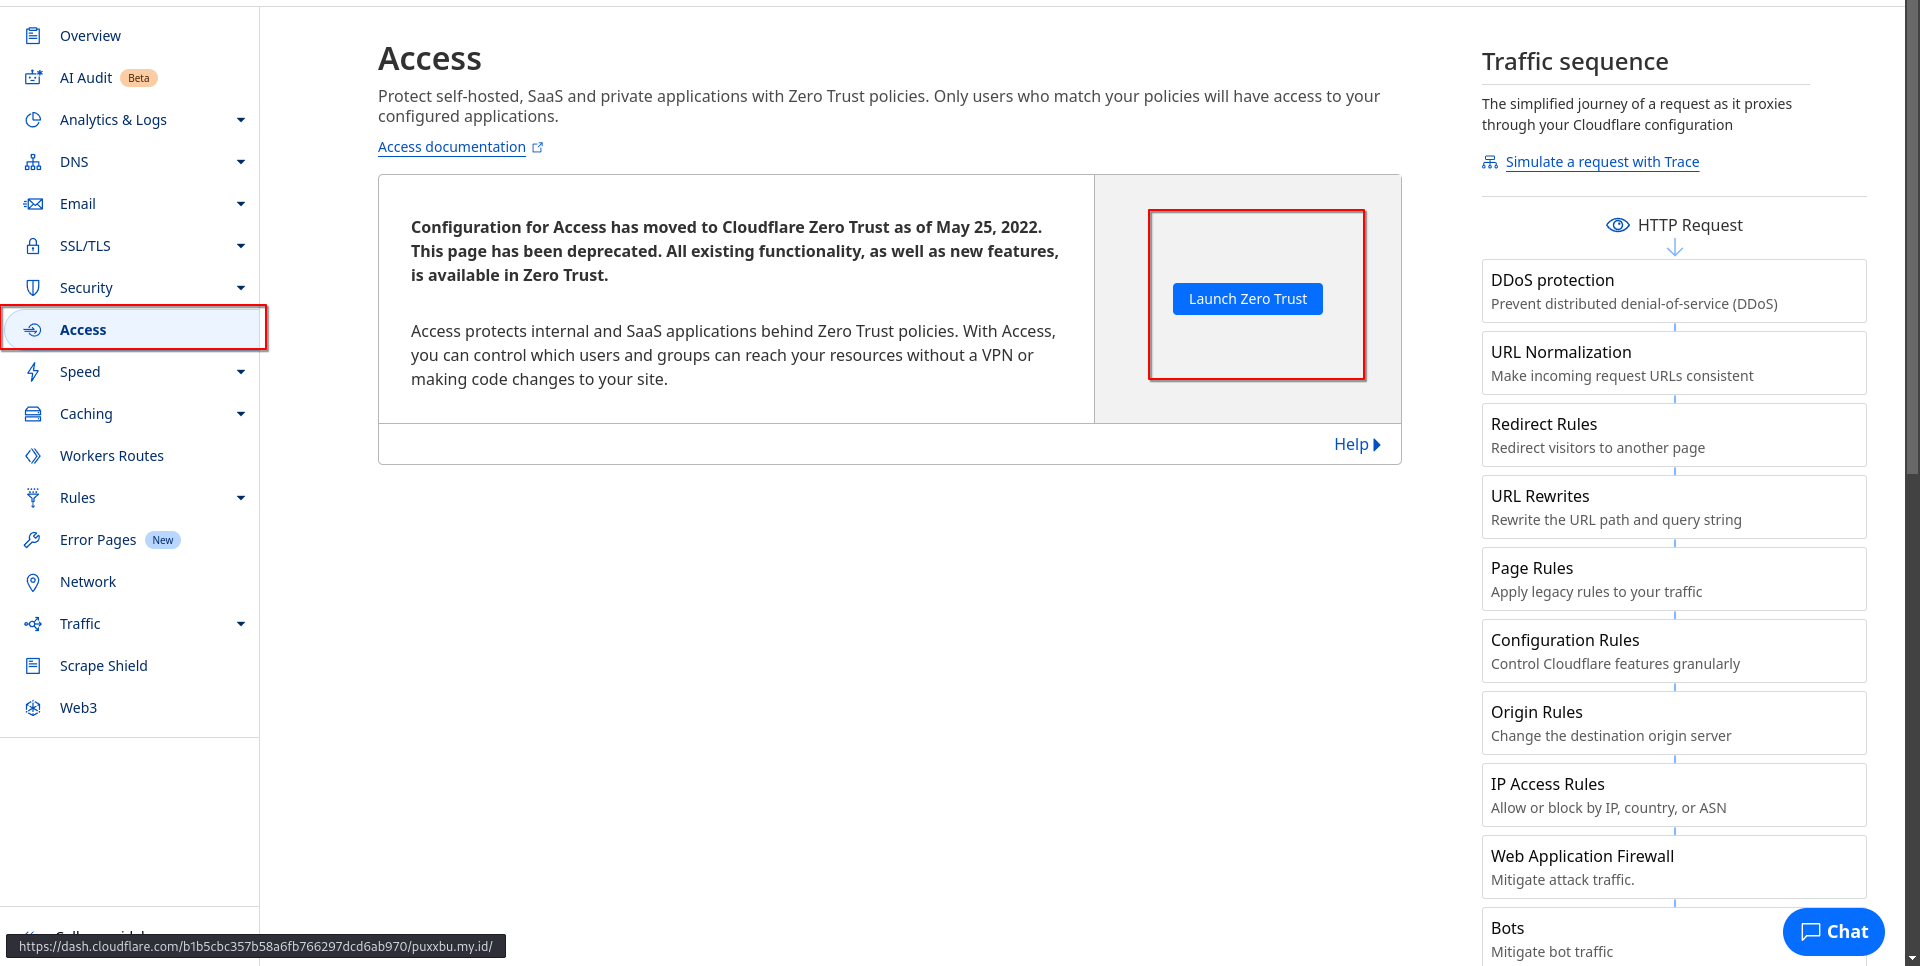 Overview
AI Audit Beta
Analytics & Logs
DNS
Email
SSL/TLS
Security
Access
Speed
Caching
Workers Routes
Rules
Error Pages New
Network
Traffic
Scrape Shield
Web3
https://dash.cloudflare.com/b1b5cbc357b58a6fb766297dcd6ab970/puxxbu.my.id/
Access
Protect self-hosted, SaaS and private applications with Zero Trust policies. Only users who match your policies will have access to your
configured applications.
Access documentation
Configuration for Access has moved to Cloudflare Zero Trust as of May 25, 2022.
This page has been deprecated. All existing functionality, as well as new features,
is available in Zero Trust.
Access protects internal and SaaS applications behind Zero Trust policies. With Access,
you can control which users and groups can reach your resources without a VPN or
making code changes to your site.
Launch Zero Trust
Help
Traffic sequence
The simplified journey of a request as it proxies
through your Cloudflare configuration
Simulate a request with Trace
HTTP Request
DDoS protection
Prevent distributed denial-of-service (DDoS)
URL Normalization
Make incoming request URLs consistent
Redirect Rules
Redirect visitors to another page
URL Rewrites
Rewrite the URL path and query string
Page Rules
Apply legacy rules to your traffic
Configuration Rules
Control Cloudflare features granularly
Origin Rules
Change the destination origin server
IP Access Rules
Allow or block by IP, country, or ASN
Web Application Firewall
Mitigate attack traffic.
Bots
Mitigate bot traffic
Chat